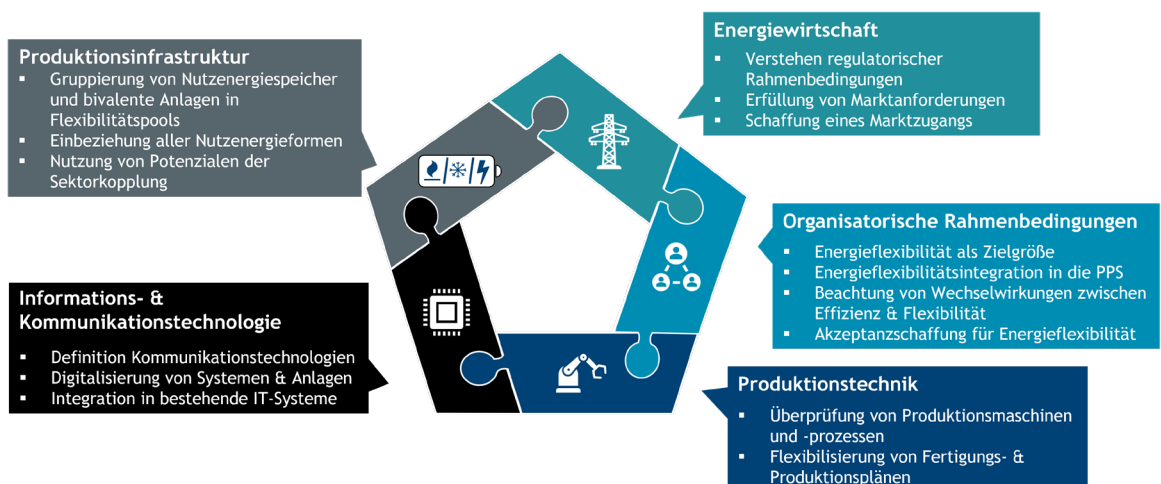 Produktionsinfrastruktur
▪ Gruppierung von Nutzenergiespeicher
und bivalente Anlagen in
Flexibilitätspools
▪ Einbeziehung aller Nutzenergieformen
▪ Nutzung von Potenzialen der
Sektorkopplung
Energiewirtschaft
▪ Verstehen regulatorischer
Rahmenbedingungen
▪ Erfüllung von Marktanforderungen
▪ Schaffung eines Marktzugangs
Organisatorische Rahmenbedingungen
▪ Energieflexibilität als Zielgröße
▪ Energieflexibilitätsintegration in die PPS
▪ Beachtung von Wechselwirkungen zwischen
Effizienz & Flexibilität
▪ Akzeptanzschaffung für Energieflexibilität
Informations- &
Kommunikationstechnologie
▪ Definition Kommunikationstechnologien
▪ Digitalisierung von Systemen & Anlagen
▪ Integration in bestehende IT-Systeme
Produktionstechnik
▪ Überprüfung von Produktionsmaschinen
und -prozessen
▪ Flexibilisierung von Fertigungs- &
Produktionsplänen